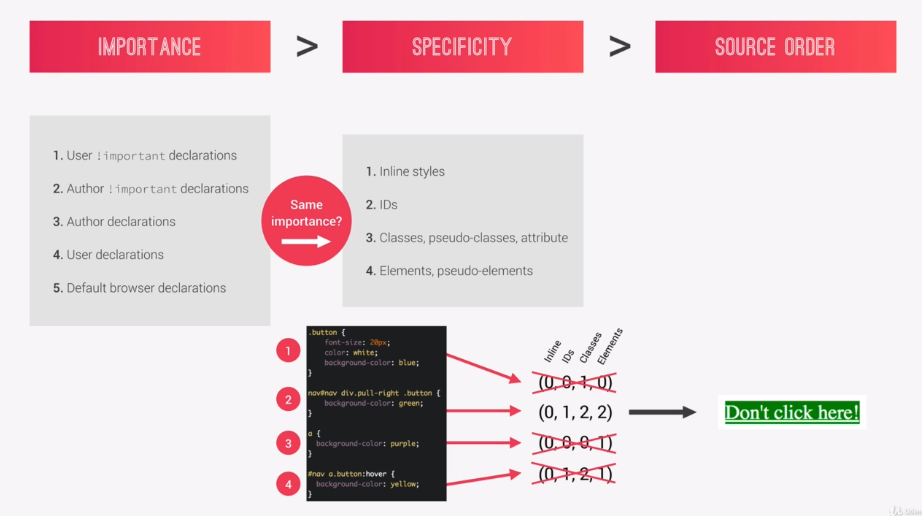 IMPORTANCE > SPECIFICITY > SOURCE ORDER
1. User !important declarations
2. Author !important declarations
3. Author declarations
4. User declarations
5. Default browser declarations
Same
importance?
1. Inline styles
2. IDs
3. Classes, pseudo-classes, attribute
4. Elements, pseudo-elements
1
2
3
4
.button {
font-size: 20px;
color: white;
background-color: blue;
}
nav#nav div.pull-right .button {
background-color: green;
}
a {
background-color: purple;
}
#nav a.button:hover {
background-color: yellow;
}
Inline
IDs
Classes
Elements
(0, 0, 1, 0)
(0, 1, 2, 2)
(0, 0, 0, 1)
(0, 1, 2, 1)
Don't click here!